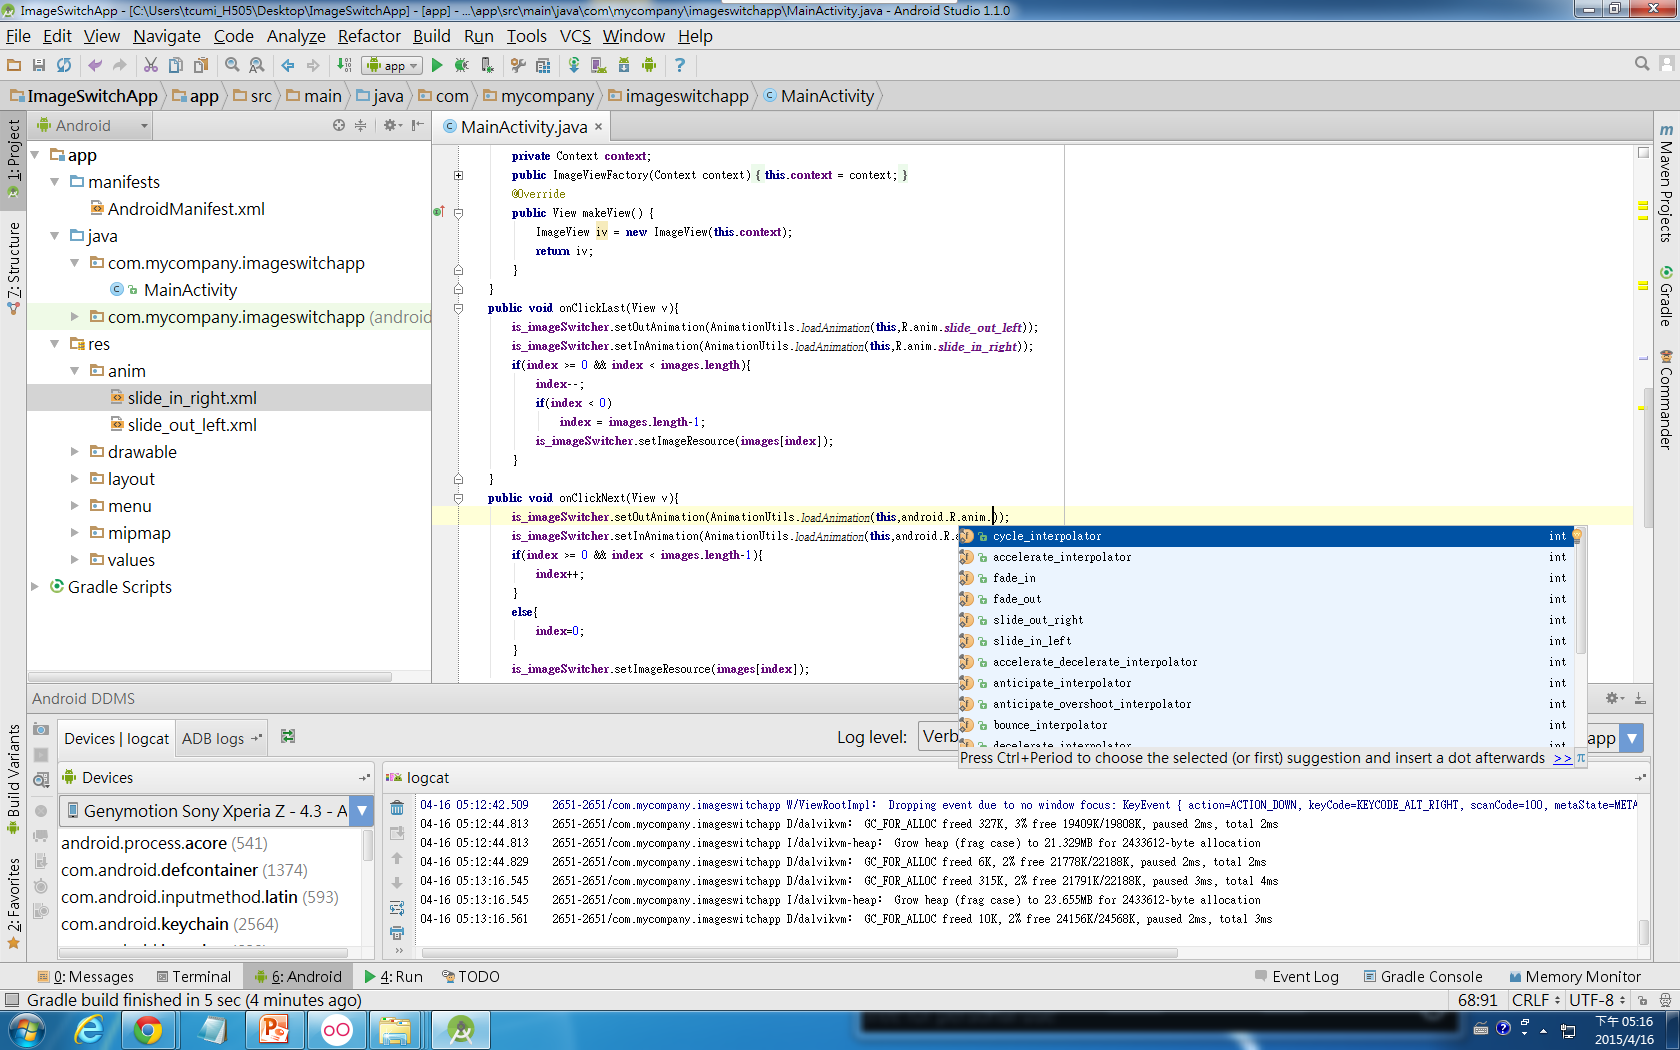 ImageSwitchApp - [C:\Users\tcumi_H505\Desktop\ImageSwitchApp] - [app] - ...\app\src\main\java\com\mycompany\imageswitchapp\MainActivity.java - Android Studio 1.1.0
File Edit View Navigate Code Analyze Refactor Build Run Tools VCS Window Help
app
ImageSwitchApp app src main java com mycompany imageswitchapp MainActivity
1: Project
Z: Structure
Build Variants
2: Favorites
Android
app
manifests
AndroidManifest.xml
java
com.mycompany.imageswitchapp
MainActivity
com.mycompany.imageswitchapp (android
res
anim
slide_in_right.xml
slide_out_left.xml
drawable
layout
menu
mipmap
values
Gradle Scripts
MainActivity.java
private Context context;
public ImageViewFactory(Context context) { this.context = context; }
@Override
public View makeView() {
ImageView iv = new ImageView(this.context);
return iv;
}
}
public void onClickLast(View v){
is_imageSwitcher.setOutAnimation(AnimationUtils.loadAnimation(this,R.anim.slide_out_left));
is_imageSwitcher.setInAnimation(AnimationUtils.loadAnimation(this,R.anim.slide_in_right));
if(index >= 0 && index < images.length){
index--;
if(index < 0)
index = images.length-1;
is_imageSwitcher.setImageResource(images[index]);
}
}
public void onClickNext(View v){
is_imageSwitcher.setOutAnimation(AnimationUtils.loadAnimation(this,android.R.anim.));
is_imageSwitcher.setInAnimation(AnimationUtils.loadAnimation(this,android.R.a
if(index >= 0 && index < images.length-1){
index++;
}
else{
index=0;
}
is_imageSwitcher.setImageResource(images[index]);
cycle_interpolator int
accelerate_interpolator int
fade_in int
fade_out int
slide_out_right int
slide_in_left int
accelerate_decelerate_interpolator int
anticipate_interpolator int
anticipate_overshoot_interpolator int
bounce_interpolator int
decelerate_interpolator int
Press Ctrl+Period to choose the selected (or first) suggestion and insert a dot afterwards >> π
m Maven Projects
Gradle
Commander
Android DDMS
Devices | logcat ADB logs
Log level: Verb
app
Devices
Genymotion Sony Xperia Z - 4.3 - A
android.process.acore (541)
com.android.defcontainer (1374)
com.android.inputmethod.latin (593)
com.android.keychain (2564)
logcat
04-16 05:12:42.509 2651-2651/com.mycompany.imageswitchapp W/ViewRootImpl: Dropping event due to no window focus: KeyEvent { action=ACTION_DOWN, keyCode=KEYCODE_ALT_RIGHT, scanCode=100, metaState=META
04-16 05:12:44.813 2651-2651/com.mycompany.imageswitchapp D/dalvikvm: GC_FOR_ALLOC freed 327K, 3% free 19409K/19808K, paused 2ms, total 2ms
04-16 05:12:44.813 2651-2651/com.mycompany.imageswitchapp I/dalvikvm-heap: Grow heap (frag case) to 21.329MB for 2433612-byte allocation
04-16 05:12:44.829 2651-2651/com.mycompany.imageswitchapp D/dalvikvm: GC_FOR_ALLOC freed 6K, 2% free 21778K/22188K, paused 2ms, total 2ms
04-16 05:13:16.545 2651-2651/com.mycompany.imageswitchapp D/dalvikvm: GC_FOR_ALLOC freed 315K, 2% free 21791K/22188K, paused 3ms, total 4ms
04-16 05:13:16.545 2651-2651/com.mycompany.imageswitchapp I/dalvikvm-heap: Grow heap (frag case) to 23.655MB for 2433612-byte allocation
04-16 05:13:16.561 2651-2651/com.mycompany.imageswitchapp D/dalvikvm: GC_FOR_ALLOC freed 10K, 2% free 24156K/24568K, paused 2ms, total 3ms
0: Messages Terminal 6: Android 4: Run TODO Event Log Gradle Console Memory Monitor
Gradle build finished in 5 sec (4 minutes ago) 68:91 CRLF UTF-8
下午 05:16
2015/4/16